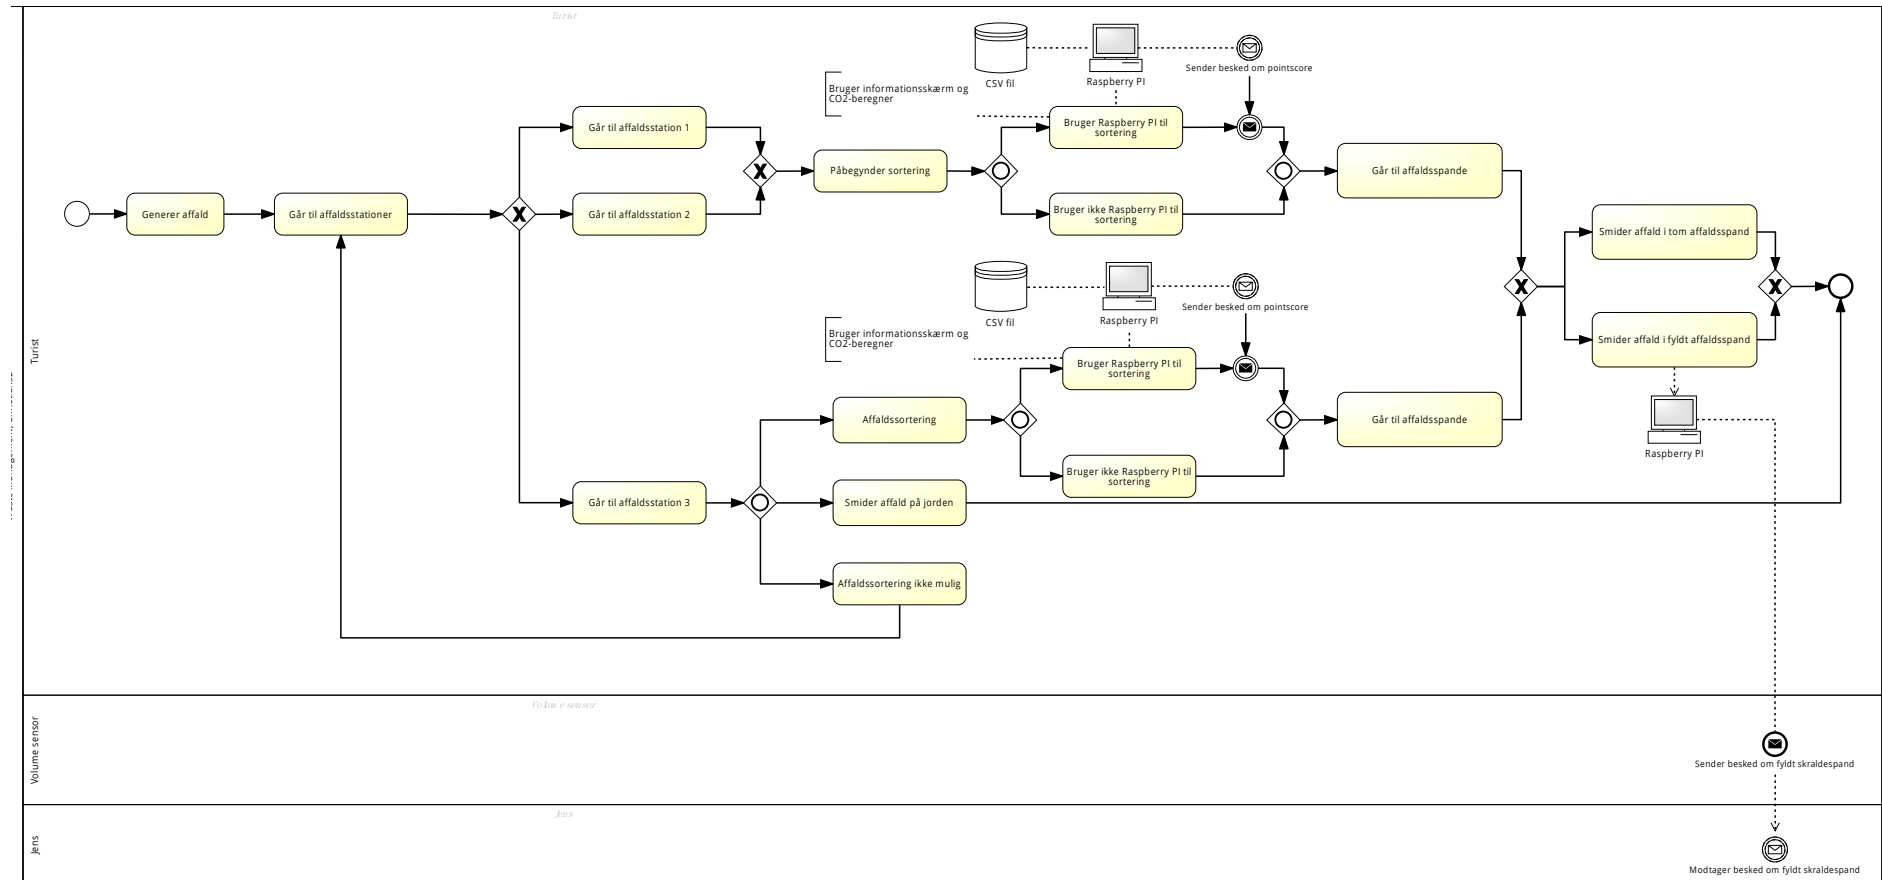 Turist
CSV fil
Raspberry PI
Sender besked om pointscore
Bruger informationsskærm og
CO2-beregner
Går til affaldsstation 1
Bruger Raspberry PI til
sortering
Påbegynder sortering
Går til affaldsspande
Generer affald
Går til affaldsstationer
Går til affaldsstation 2
Bruger ikke Raspberry PI til
sortering
Smider affald i tom affaldsspand
CSV fil
Raspberry PI
Sender besked om pointscore
Bruger informationsskærm og
CO2-beregner
Smider affald i fyldt affaldsspand
Turist
Bruger Raspberry PI til
sortering
Affaldssortering
Går til affaldsspande
Raspberry PI
Bruger ikke Raspberry PI til
sortering
Går til affaldsstation 3
Smider affald på jorden
Affaldssortering ikke mulig
Volume sensor
Volume sensor
Sender besked om fyldt skraldespand
Jens
Jens
Modtager besked om fyldt skraldespand